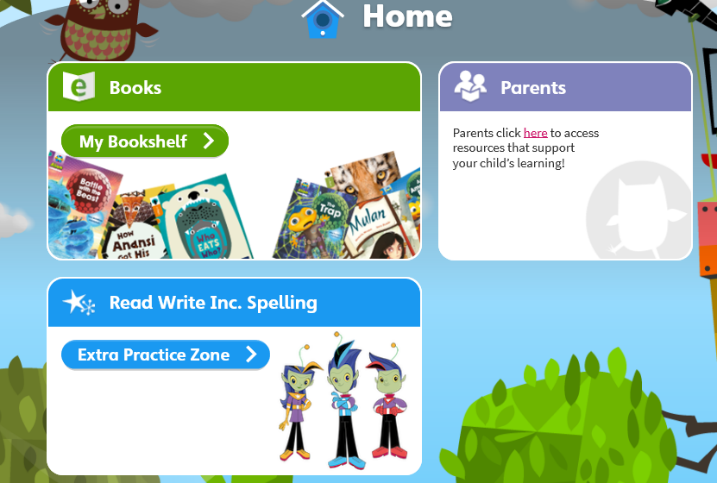 Home
Books
My Bookshelf
Battle
with the
Beast
How
Anansi
Got His
Who
EATS
Who?
the
Trap
Mulan
Parents
Parents click here to access
resources that support
your child's learning!
Read Write Inc. Spelling
Extra Practice Zone